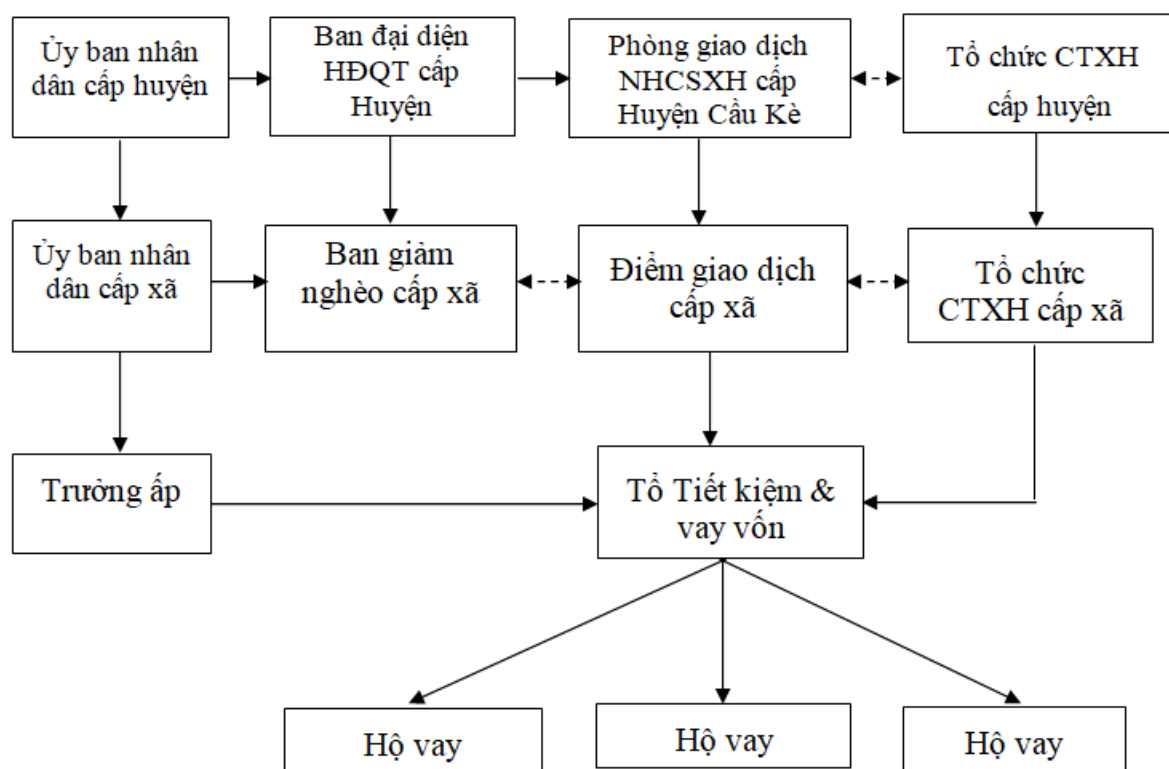 Ủy ban nhân
dân cấp huyện
Ban đại diện
HĐQT cấp
Huyện
Phòng giao dịch
NHCSXH cấp
Huyện Cầu Kè
Tổ chức CTXH
cấp huyện
Ủy ban nhân
dân cấp xã
Ban giảm
nghèo cấp xã
Điểm giao dịch
cấp xã
Tổ chức
CTXH cấp xã
Trưởng ấp
Tổ Tiết kiệm &
vay vốn
Hộ vay
Hộ vay
Hộ vay